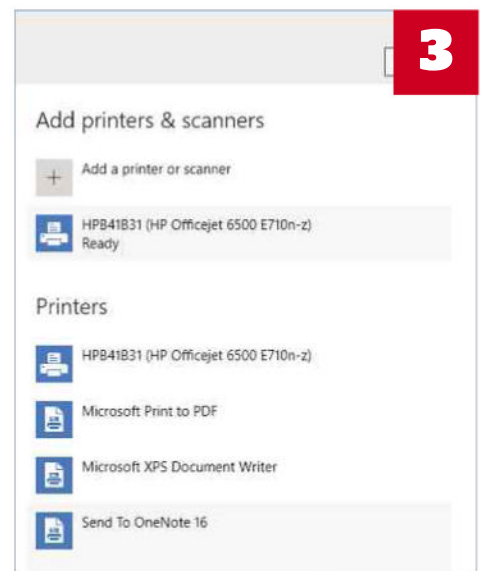 3
Add printers & scanners
Add a printer or scanner
HPB41B31 (HP Officejet 6500 E710n-z)
Ready
Printers
HPB41B31 (HP Officejet 6500 E710n-z)
Microsoft Print to PDF
Microsoft XPS Document Writer
Send To OneNote 16